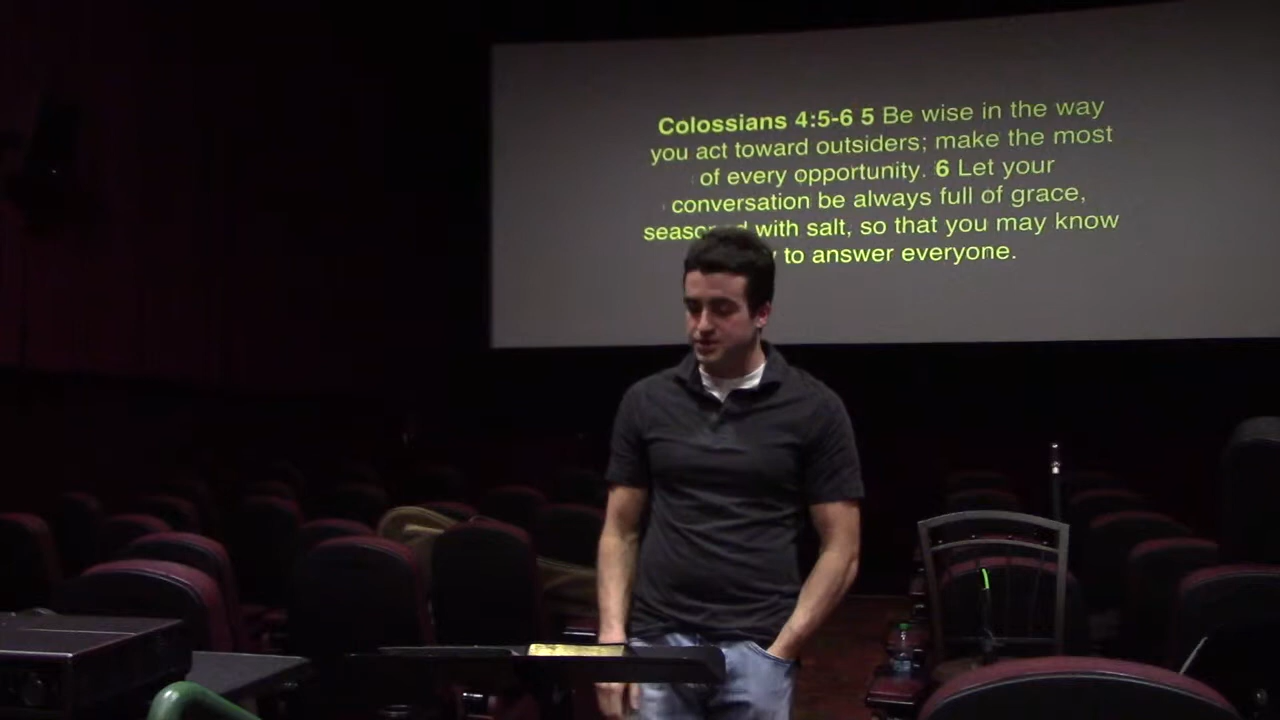 Colossians 4:5-6 5 Be wise in the way
you act toward outsiders; make the most
of every opportunity. 6 Let your
conversation be always full of grace,
with salt, so that you may know
to answer everyone.